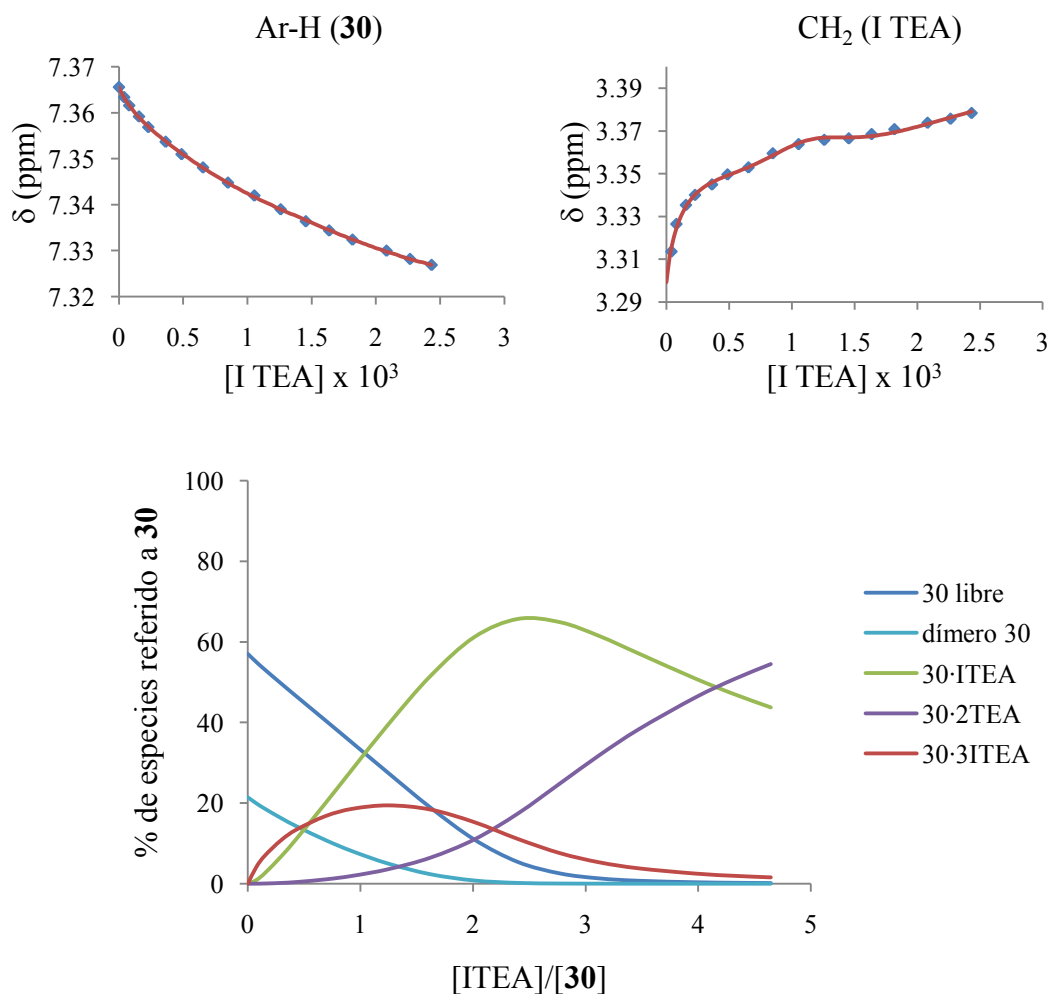 Ar-H (30)
CH₂ (I TEA)
δ (ppm)
7.37
7.36
7.35
7.34
7.33
7.32
0 0.5 1 1.5 2 2.5 3
[I TEA] x 10³
δ (ppm)
3.39
3.37
3.35
3.33
3.31
3.29
0 0.5 1 1.5 2 2.5 3
[I TEA] x 10³
% de especies referido a 30
100
80
60
40
20
0
0 1 2 3 4 5
[ITEA]/[30]
30 libre
dímero 30
30·ITEA
30·2TEA
30·3ITEA